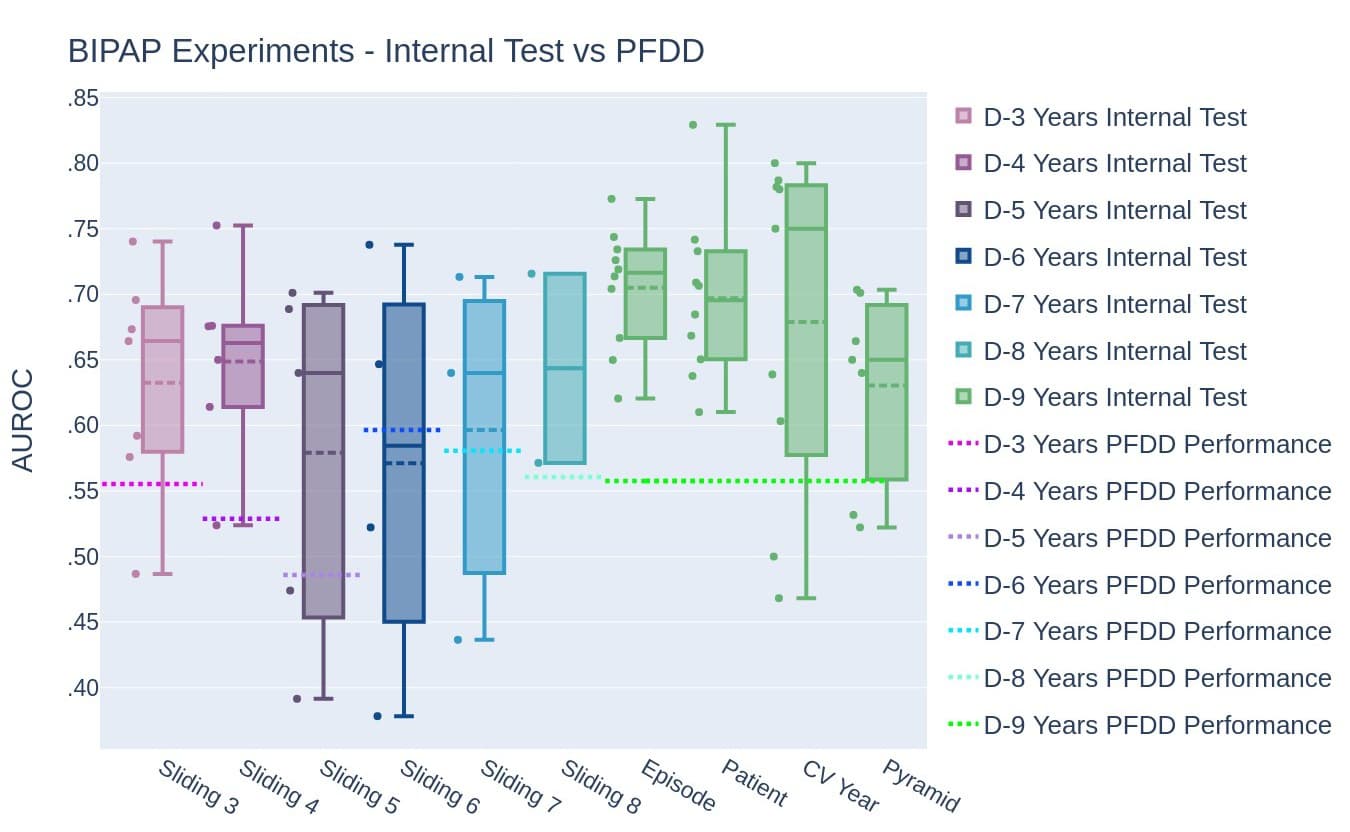 BIPAP Experiments - Internal Test vs PFDD
AUROC
.85
.80
.75
.70
.65
.60
.55
.50
.45
.40
Sliding 3
Sliding 4
Sliding 5
Sliding 6
Sliding 7
Sliding 8
Episode
Patient
CV Year
Pyramid
D-3 Years Internal Test
D-4 Years Internal Test
D-5 Years Internal Test
D-6 Years Internal Test
D-7 Years Internal Test
D-8 Years Internal Test
D-9 Years Internal Test
D-3 Years PFDD Performance
D-4 Years PFDD Performance
D-5 Years PFDD Performance
D-6 Years PFDD Performance
D-7 Years PFDD Performance
D-8 Years PFDD Performance
D-9 Years PFDD Performance